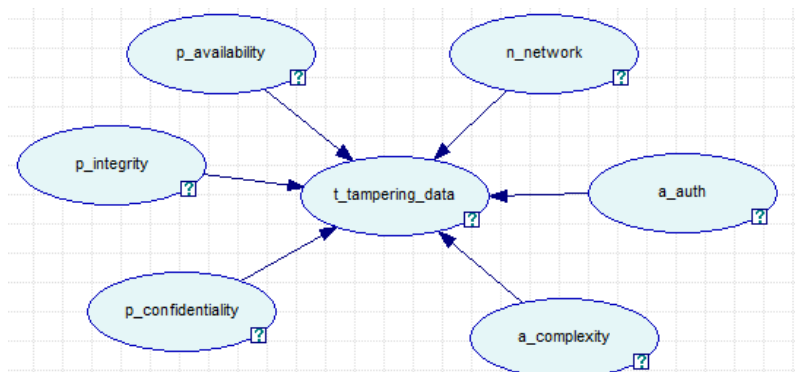 p_availability
?
n_network
?
p_integrity
?
t_tampering_data
?
a_auth
?
p_confidentiality
?
a_complexity
?